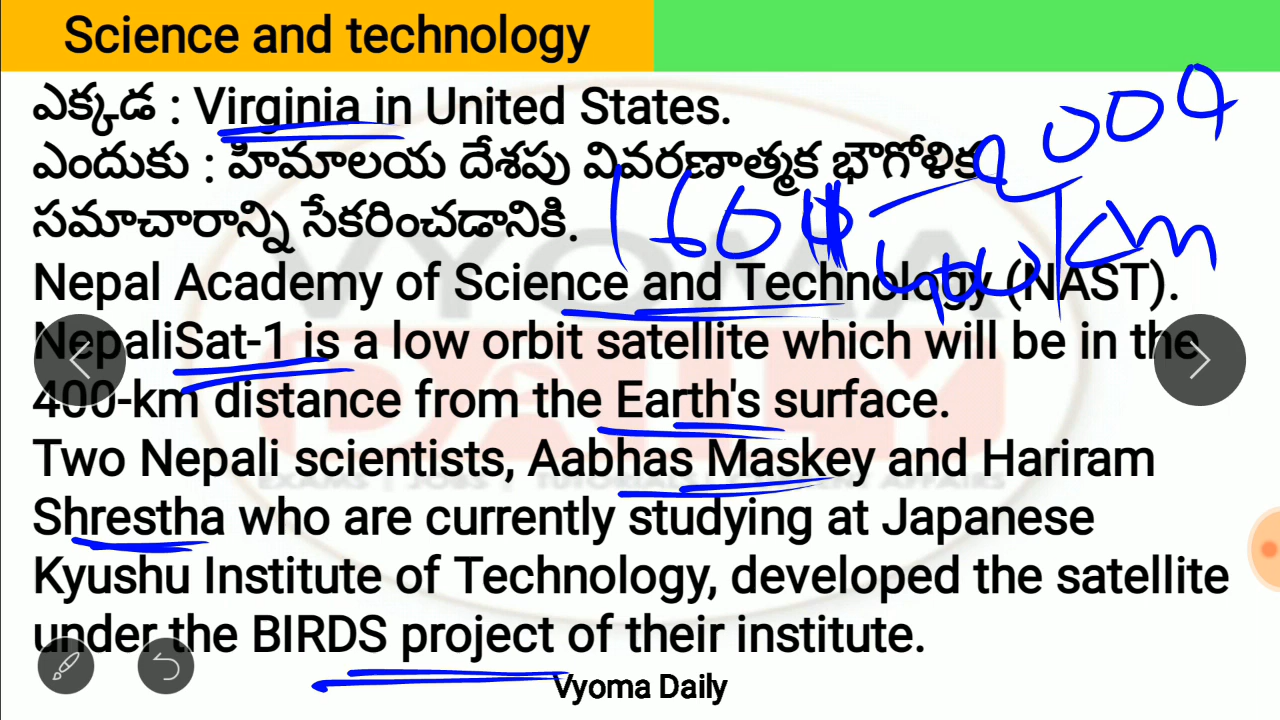 Science and technology
ఎక్కడ : Virginia in United States.
ఎందుకు : హిమాలయ దేశపు వివరణాత్మక భౌగోళిక
సమాచారాన్ని సేకరించడానికి.
Nepal Academy of Science and Technology (NAST).
NepaliSat-1 is a low orbit satellite which will be in the
400-km distance from the Earth's surface.
Two Nepali scientists, Aabhas Maskey and Hariram
Shrestha who are currently studying at Japanese
Kyushu Institute of Technology, developed the satellite
under the BIRDS project of their institute.
Vyoma Daily
VYOMA
DAILY